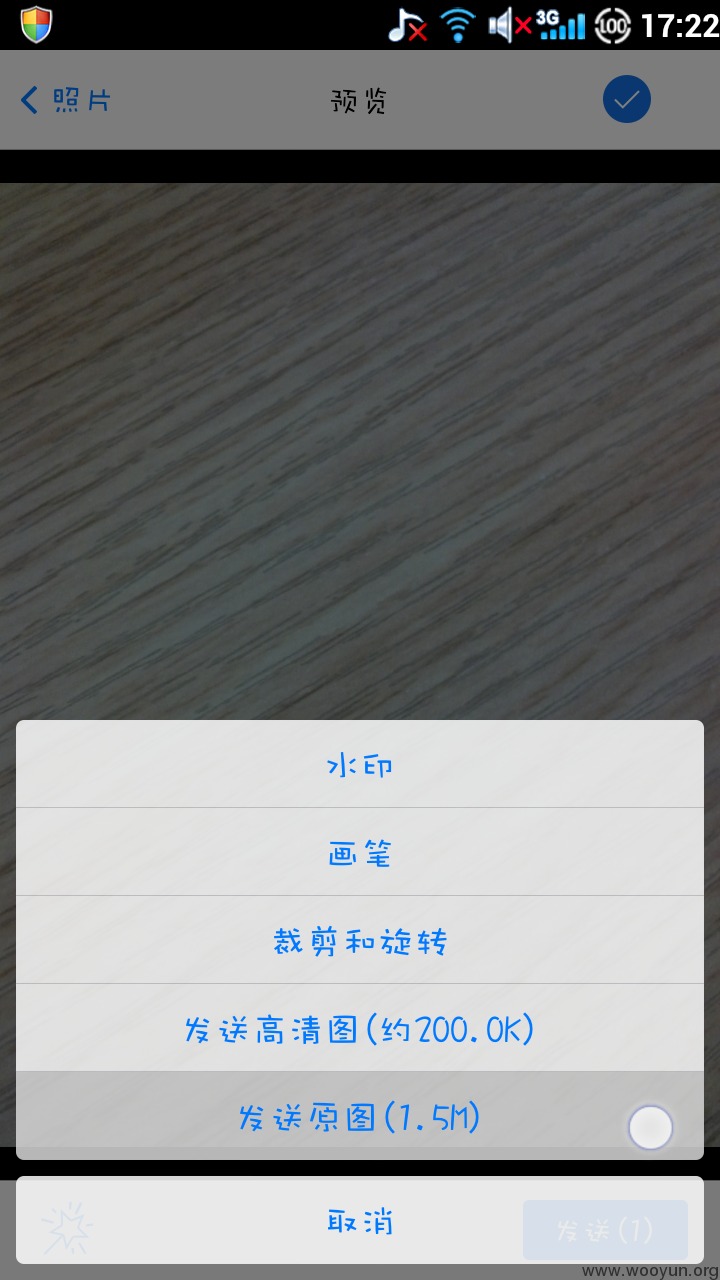 3G 100 17:22
照片 预览
水印
画笔
裁剪和旋转
发送高清图(约200.0K)
发送原图(1.5M)
取消
发送(1)
www.wooyun.org